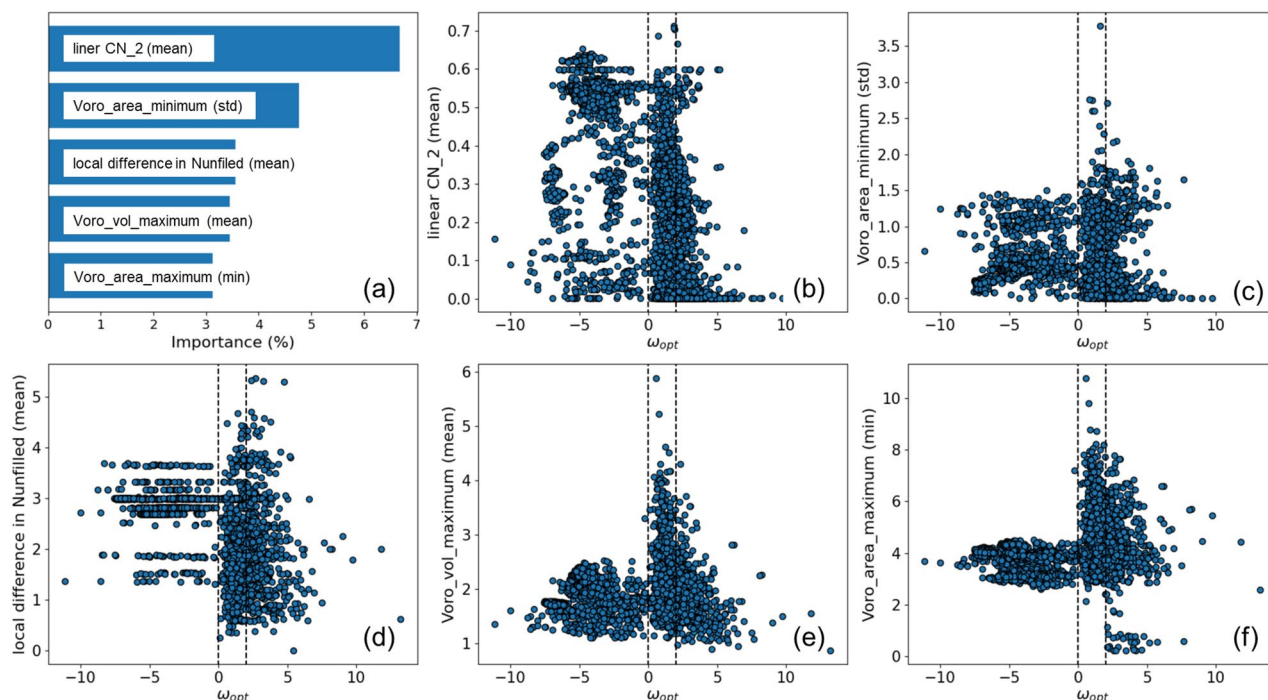 liner CN_2 (mean)
Voro_area_minimum (std)
local difference in Nunfiled (mean)
Voro_vol_maximum (mean)
Voro_area_maximum (min)
(a)
0 1 2 3 4 5 6 7
Importance (%)
linear CN_2 (mean)
0.7
0.6
0.5
0.4
0.3
0.2
0.1
0.0
(b)
−10 −5 0 5 10
ω_opt
Voro_area_minimum (std)
3.5
3.0
2.5
2.0
1.5
1.0
0.5
0.0
(c)
−10 −5 0 5 10
ω_opt
local difference in Nunfilled (mean)
5
4
3
2
1
0
(d)
−10 −5 0 5 10
ω_opt
Voro_vol_maximum (mean)
6
5
4
3
2
1
(e)
−10 −5 0 5 10
ω_opt
Voro_area_maximum (min)
10
8
6
4
2
0
(f)
−10 −5 0 5 10
ω_opt